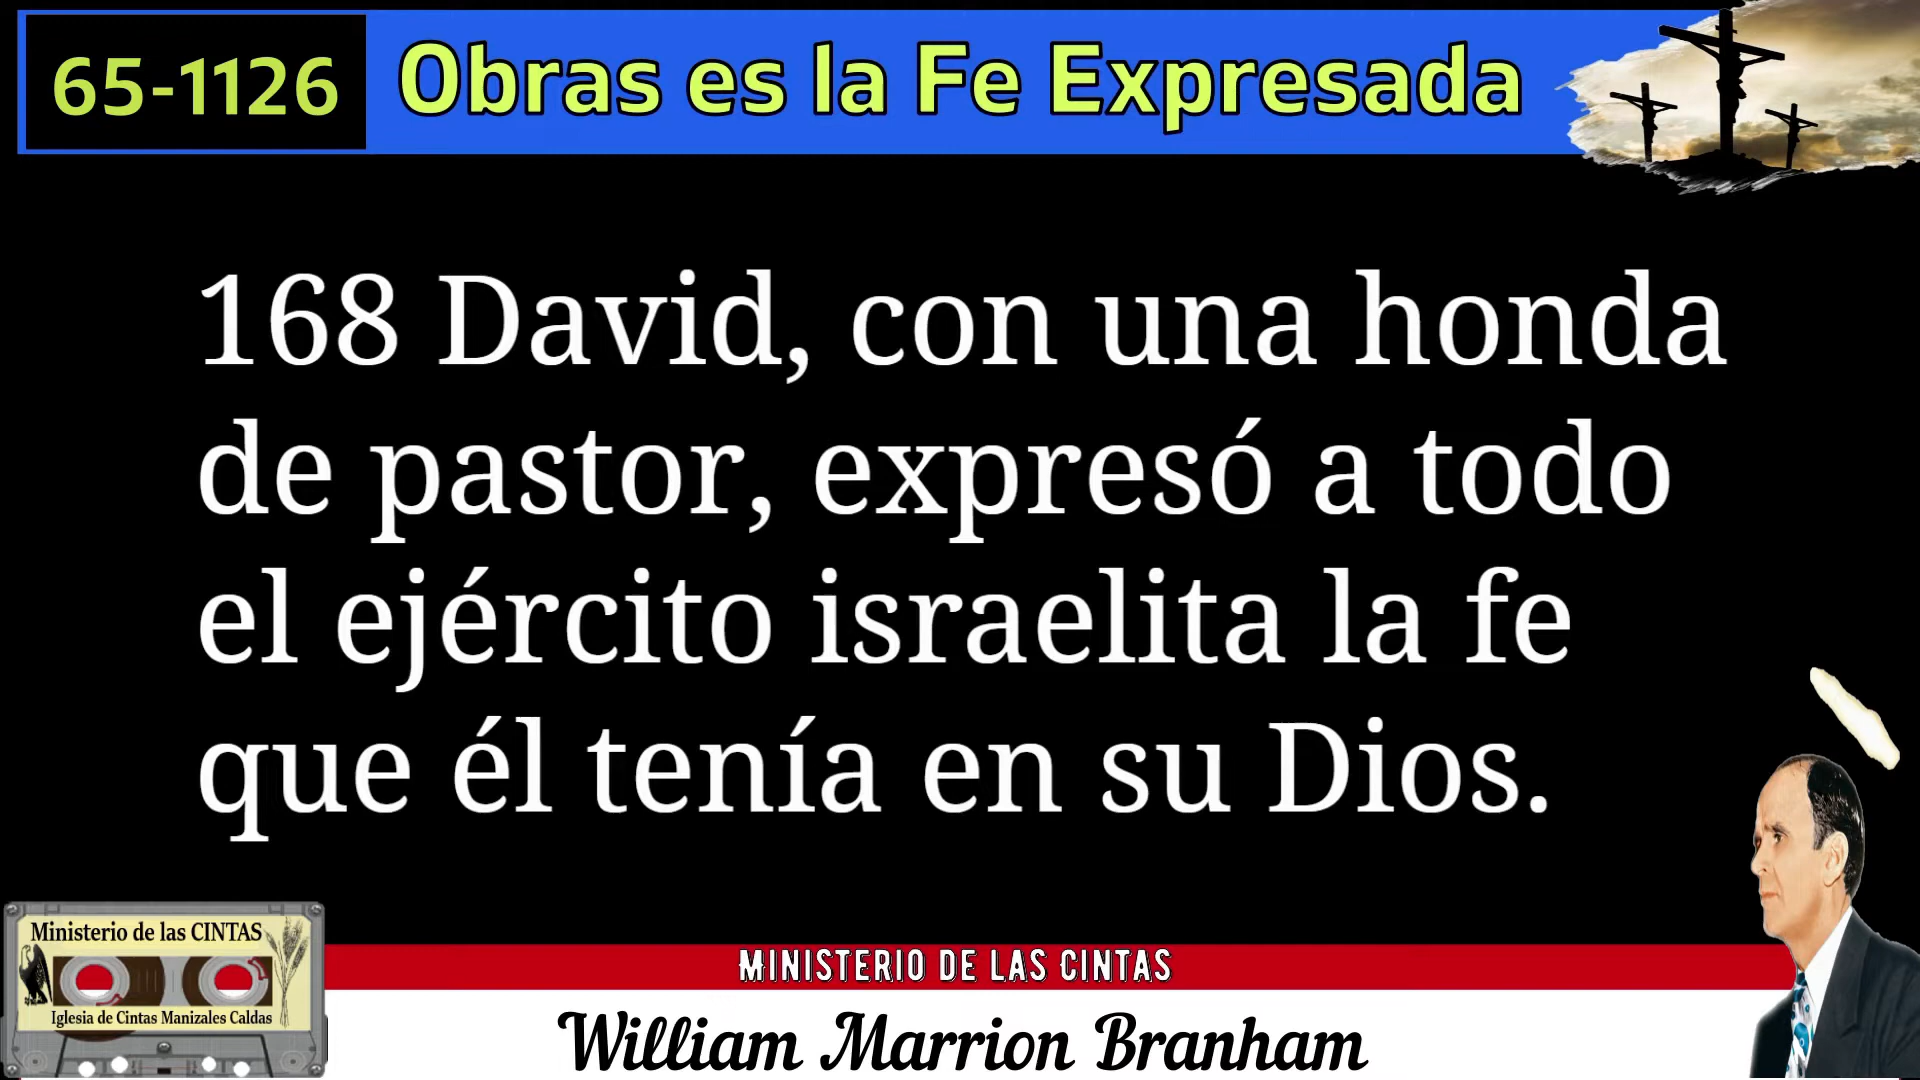 65-1126 Obras es la Fe Expresada
168 David, con una honda
de pastor, expresó a todo
el ejército israelita la fe
que él tenía en su Dios.
Ministerio de las CINTAS
Iglesia de Cintas Manizales Caldas
MINISTERIO DE LAS CINTAS
William Marrion Branham